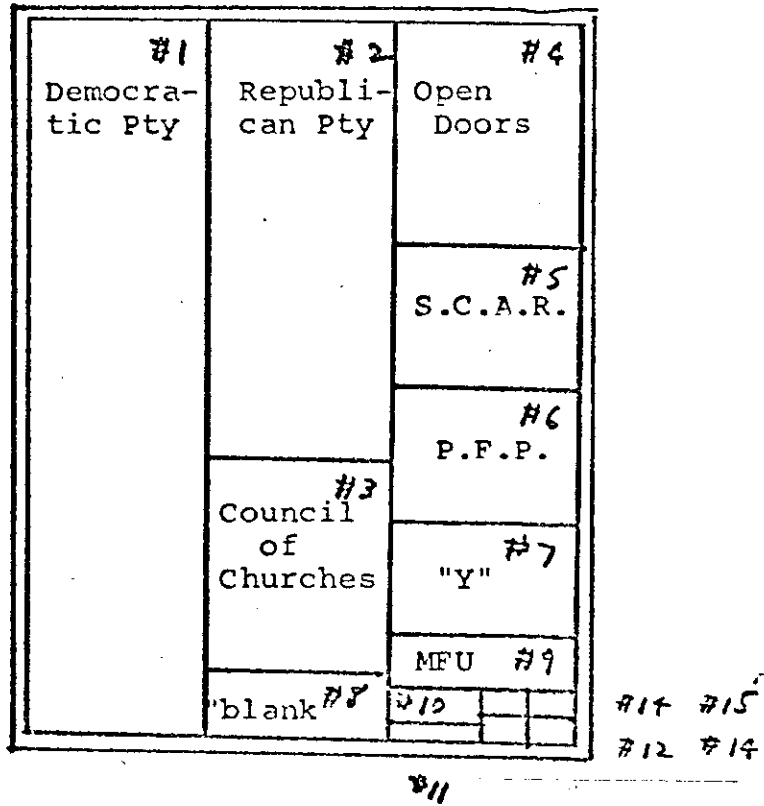 #1
Democra-
tic Pty
#2
Republi-
can Pty
#4
Open
Doors
#5
S.C.A.R.
#6
P.F.P.
#3
Council
of
Churches
#7
"Y"
MFU #9
"blank #8
#10
#14 #15
#12 #14
#11